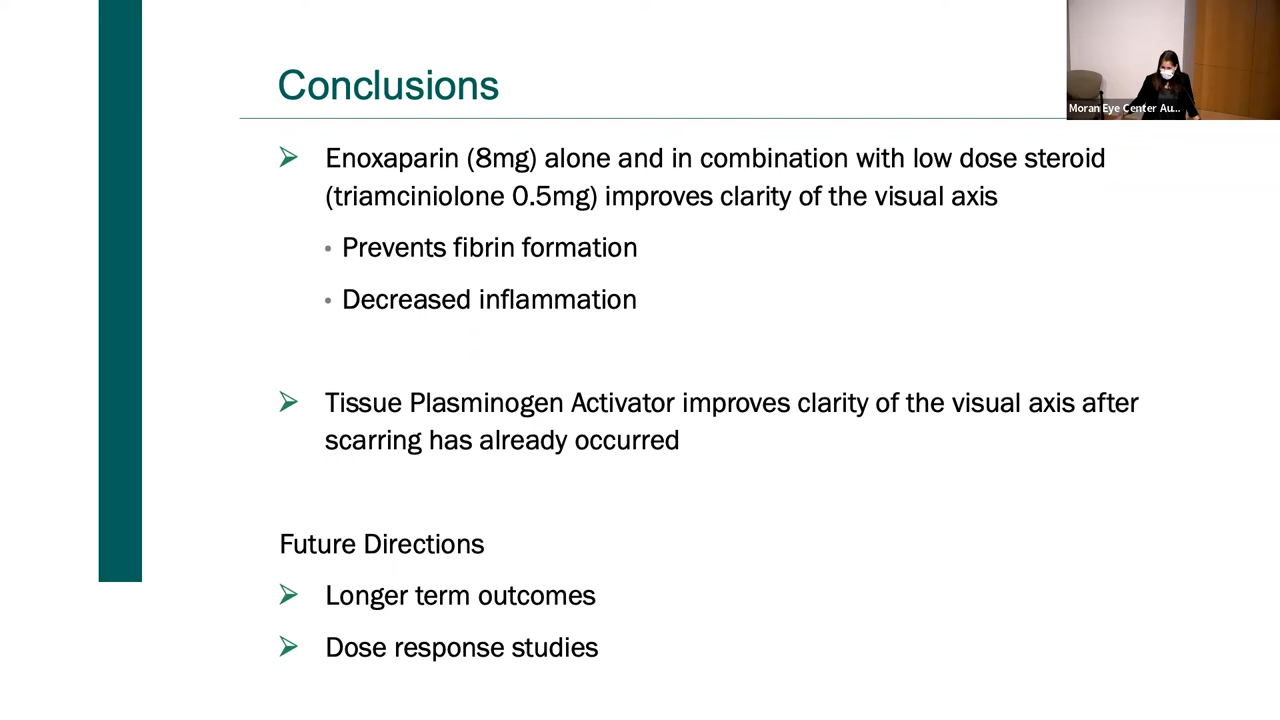 Conclusions
Moran Eye Center Au...
Enoxaparin (8mg) alone and in combination with low dose steroid
(triamciniolone 0.5mg) improves clarity of the visual axis
Prevents fibrin formation
Decreased inflammation
Tissue Plasminogen Activator improves clarity of the visual axis after
scarring has already occurred
Future Directions
Longer term outcomes
Dose response studies